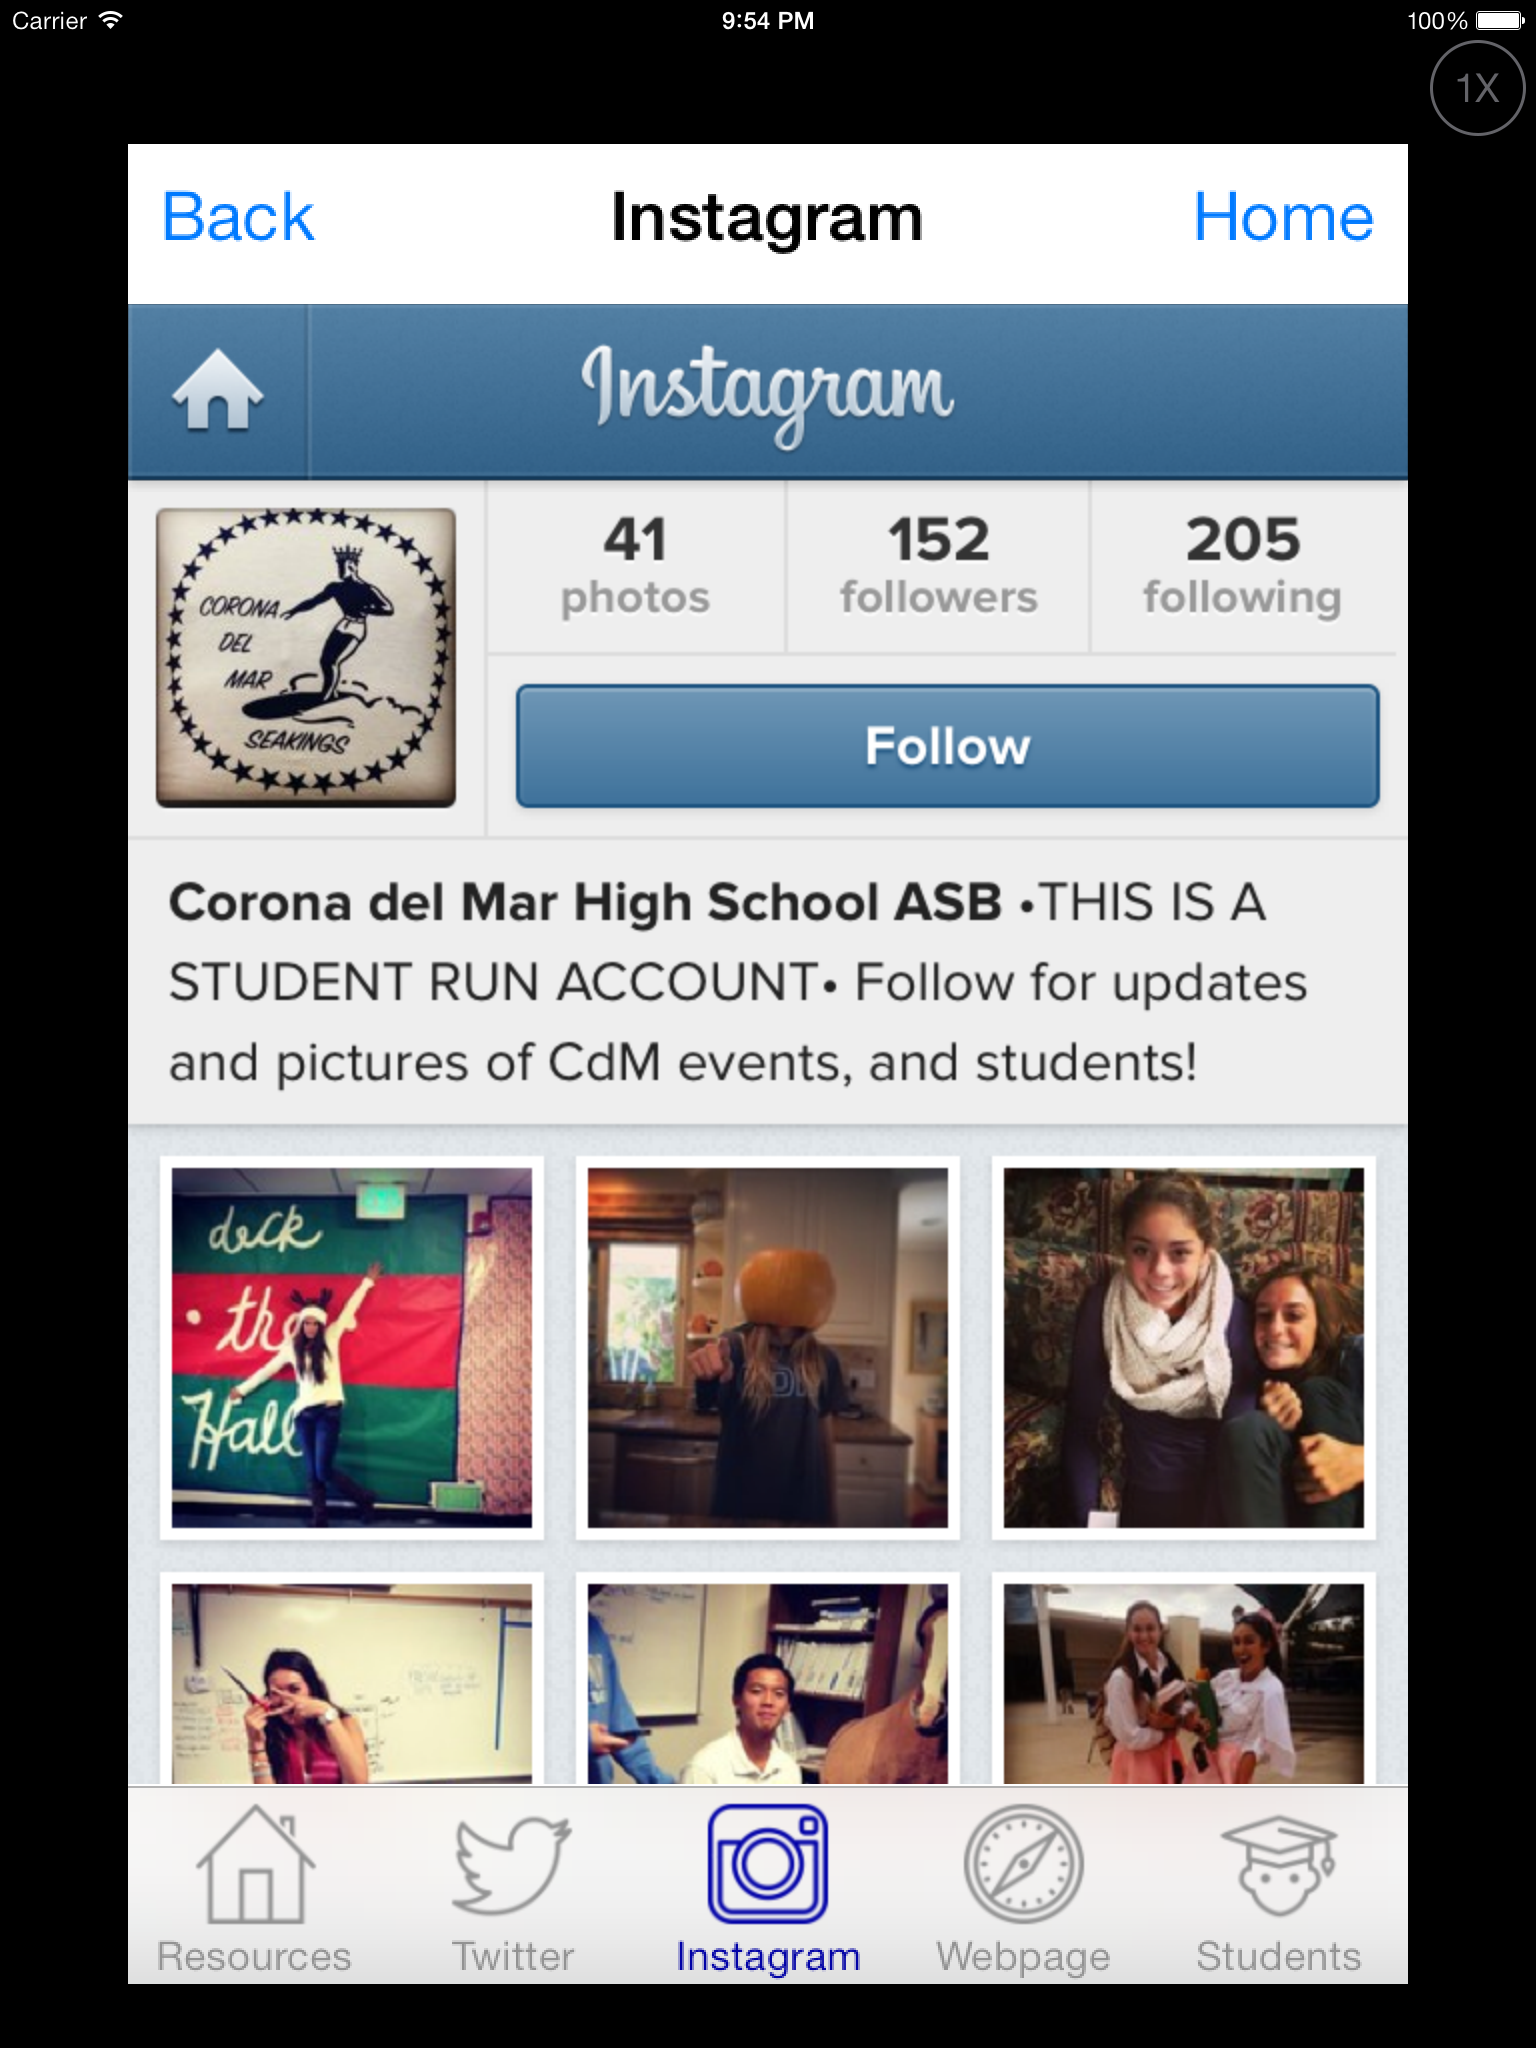 Carrier 9:54 PM 100%
1X
Back Instagram Home
Instagram
41 152 205
photos followers following
CORONA
DEL
MAR
SEAKINGS
Follow
Corona del Mar High School ASB •THIS IS A
STUDENT RUN ACCOUNT• Follow for updates
and pictures of CdM events, and students!
deck
the
Hall
Resources Twitter Instagram Webpage Students